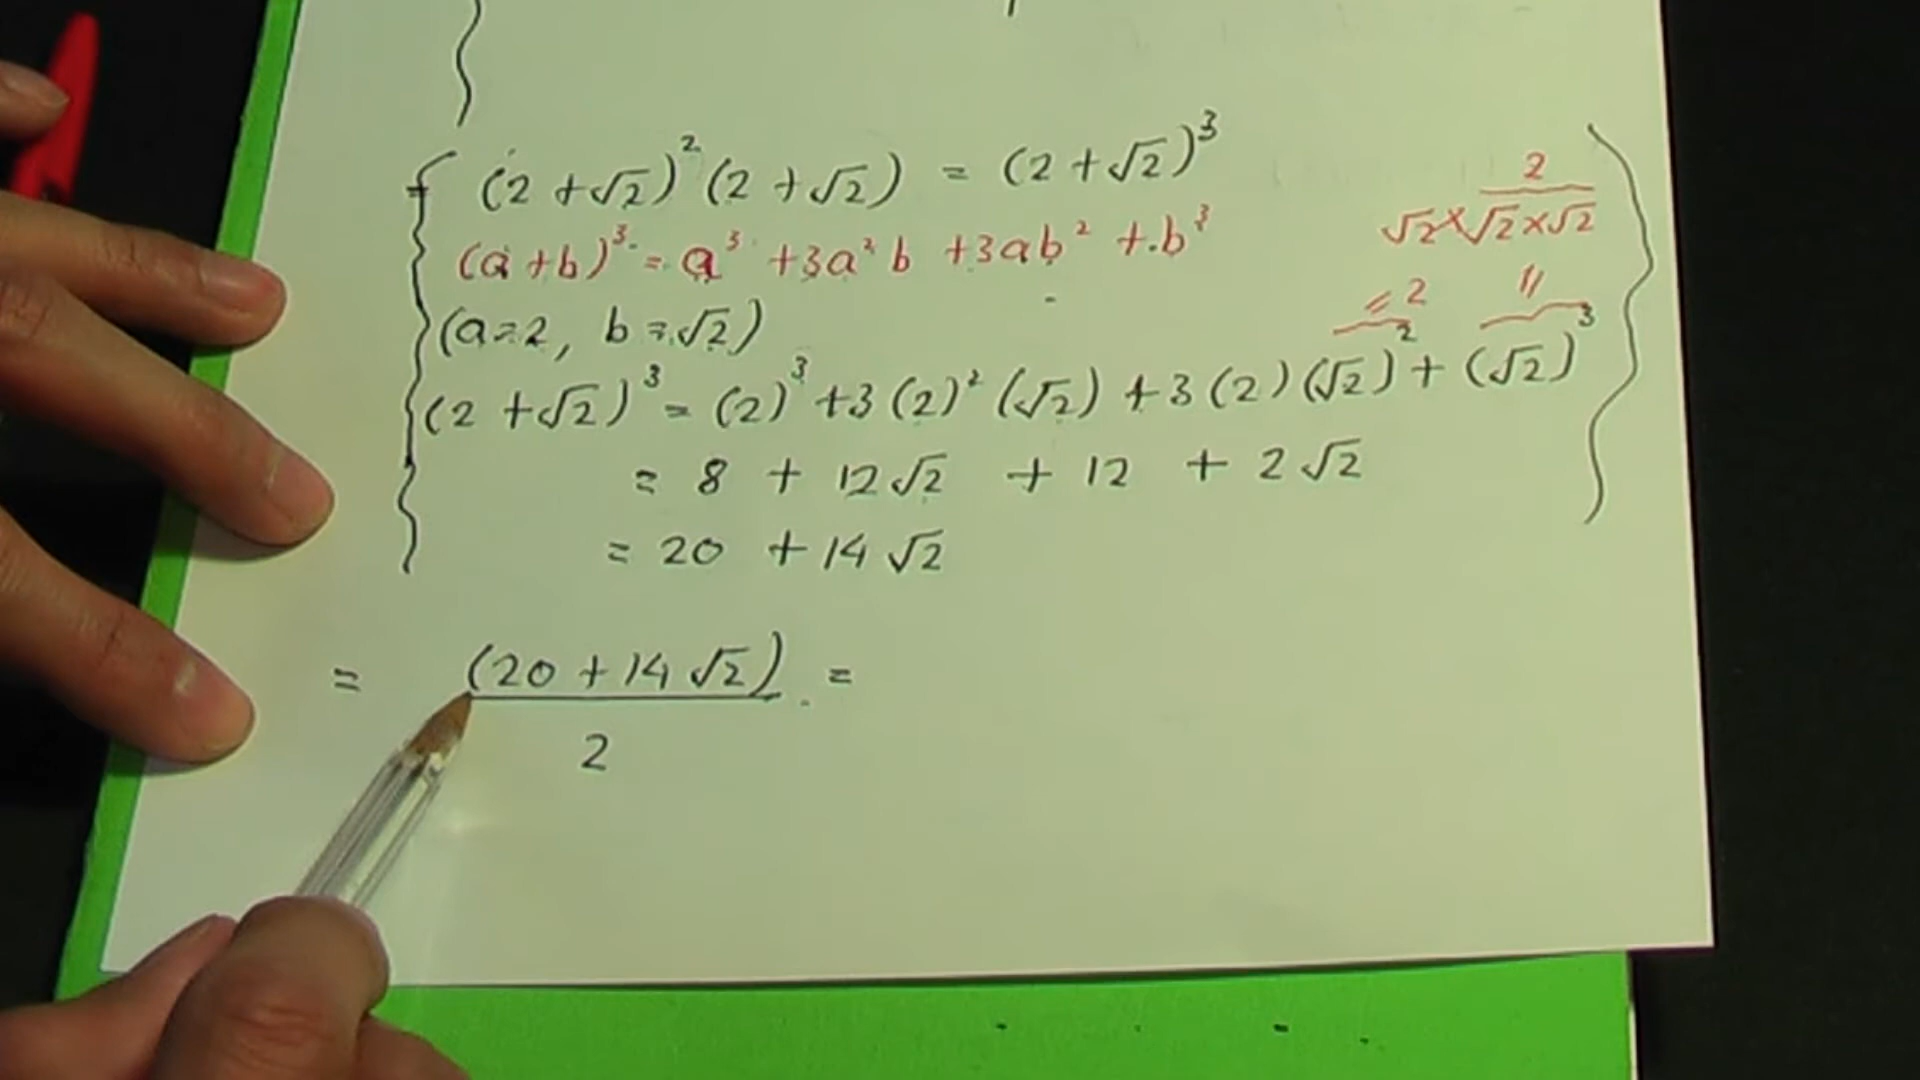 (2 + √2)² (2 + √2) = (2 + √2)³
(a + b)³ = a³ + 3a²b + 3ab² + b³
2
√2 × √2 × √2
(a = 2, b = √2)
= 2 //
(2 + √2)³ = (2)³ + 3(2)²(√2) + 3(2)(√2)² + (√2)³
= 8 + 12√2 + 12 + 2√2
= 20 + 14√2
= (20 + 14√2) =
2